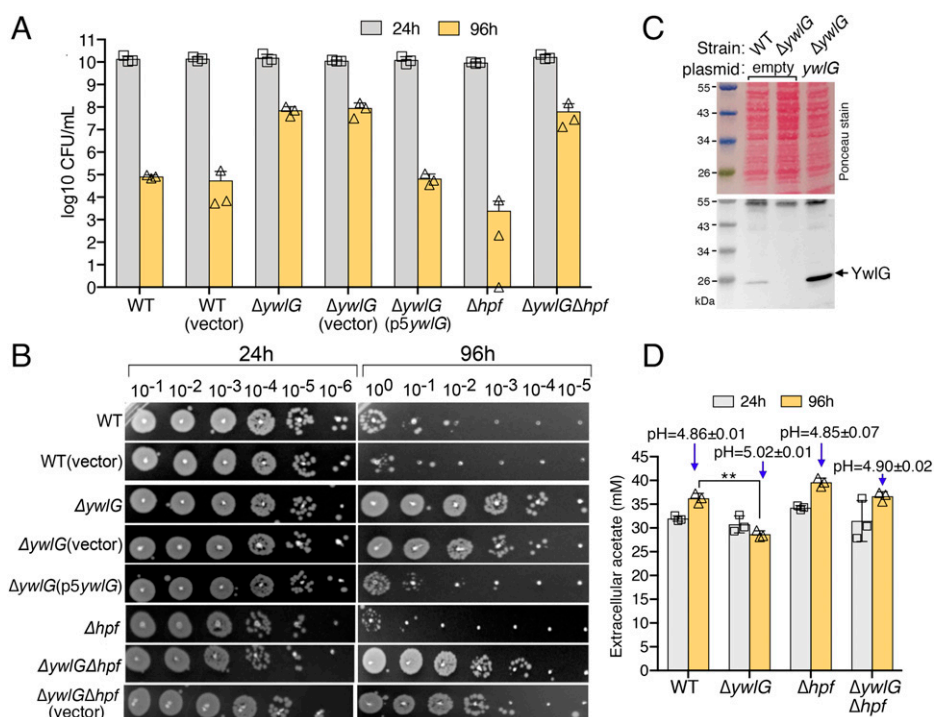 A
24h 96h
log10 CFU/mL
11
10
9
8
7
6
5
4
3
2
1
0
WT
WT
(vector)
ΔywlG
ΔywlG
(vector)
ΔywlG
(p5ywlG)
Δhpf
ΔywlGΔhpf
B
24h 96h
10-1 10-2 10-3 10-4 10-5 10-6 100 10-1 10-2 10-3 10-4 10-5
WT
WT(vector)
ΔywlG
ΔywlG(vector)
ΔywlG(p5ywlG)
Δhpf
ΔywlGΔhpf
ΔywlGΔhpf
(vector)
C
Strain: WT ΔywlG ΔywlG
plasmid: empty ywlG
55
43
34
26
Ponceau stain
55
43
34
26
kDa
YwlG
D
24h 96h
pH=4.86±0.01 pH=4.85±0.07
pH=5.02±0.01 pH=4.90±0.02
**
Extracellular acetate (mM)
45
40
35
30
25
20
15
10
5
0
WT ΔywlG Δhpf ΔywlG
Δhpf